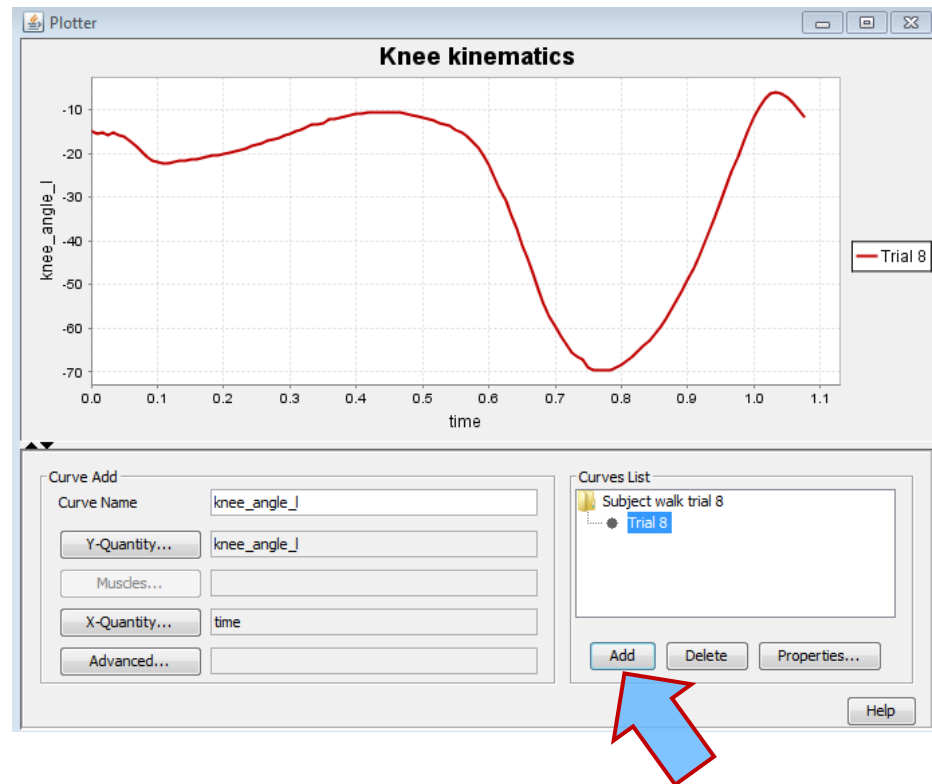 Plotter
Knee kinematics
knee_angle_l
-10
-20
-30
-40
-50
-60
-70
0.0 0.1 0.2 0.3 0.4 0.5 0.6 0.7 0.8 0.9 1.0 1.1
time
Trial 8
Curve Add
Curve Name knee_angle_l
Y-Quantity... knee_angle_l
Muscles...
X-Quantity... time
Advanced...
Curves List
Subject walk trial 8
Trial 8
Add Delete Properties...
Help